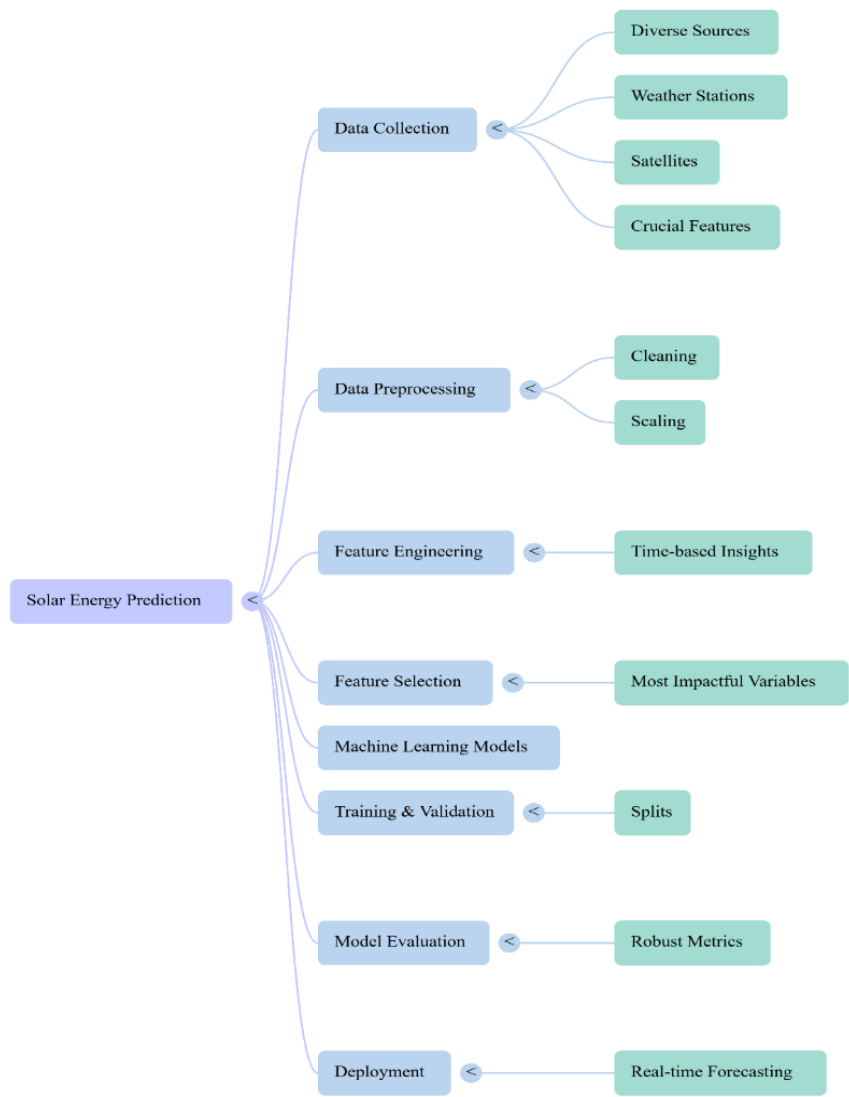 Solar Energy Prediction
<
Data Collection
<
Diverse Sources
Weather Stations
Satellites
Crucial Features
Data Preprocessing
<
Cleaning
Scaling
Feature Engineering
<
Time-based Insights
Feature Selection
<
Most Impactful Variables
Machine Learning Models
Training & Validation
<
Splits
Model Evaluation
<
Robust Metrics
Deployment
<
Real-time Forecasting